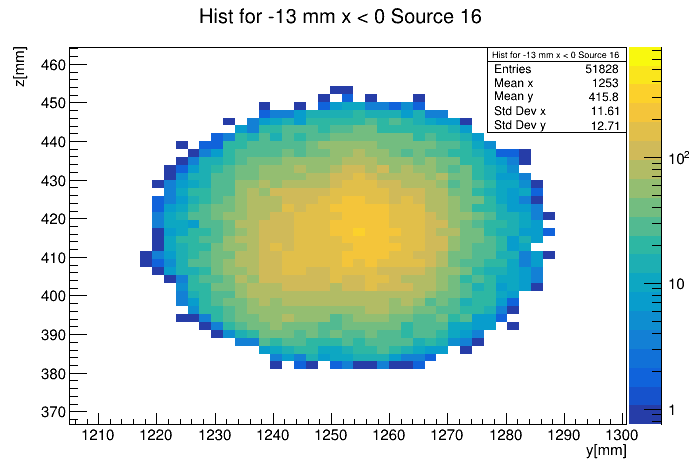 Hist for -13 mm x < 0 Source 16
z[mm]
460
450
440
430
420
410
400
390
380
370
Hist for -13 mm x < 0 Source 16
Entries 51828
Mean x 1253
Mean y 415.8
Std Dev x 11.61
Std Dev y 12.71
10²
10
1
1210 1220 1230 1240 1250 1260 1270 1280 1290 1300
y[mm]